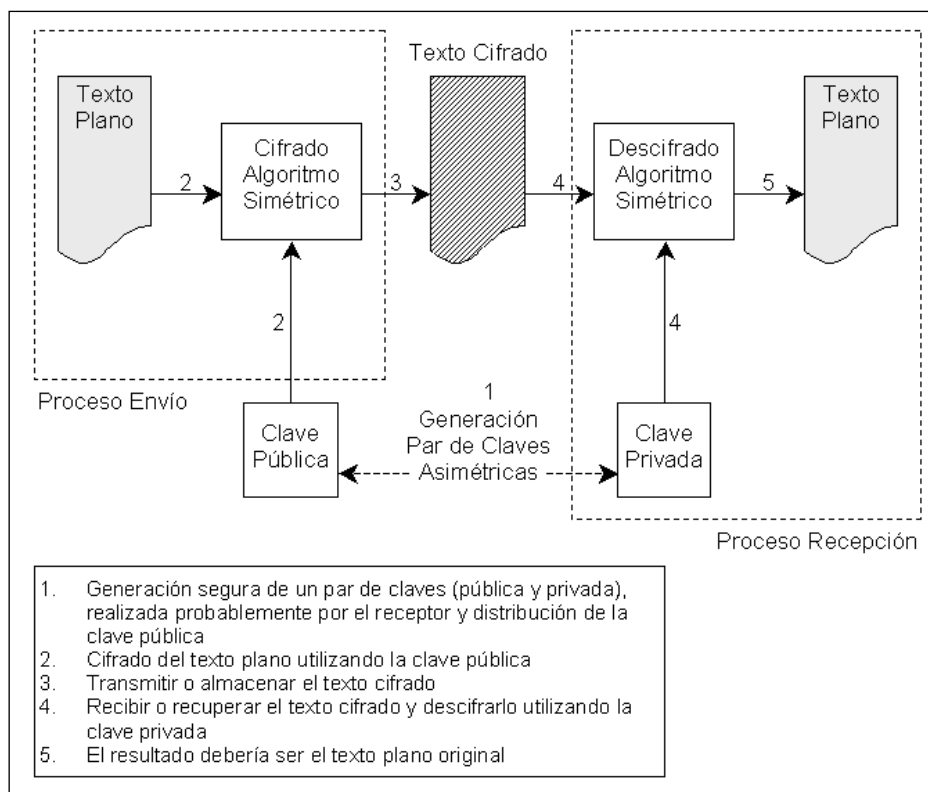 Texto
Plano
2
Cifrado
Algoritmo
Simétrico
3
Texto Cifrado
4
Descifrado
Algoritmo
Simétrico
5
Texto
Plano
2
4
Proceso Envío
Clave
Pública
1
Generación
Par de Claves
Asimétricas
Clave
Privada
Proceso Recepción
1. Generación segura de un par de claves (pública y privada),
realizada probablemente por el receptor y distribución de la
clave pública
2. Cifrado del texto plano utilizando la clave pública
3. Transmitir o almacenar el texto cifrado
4. Recibir o recuperar el texto cifrado y descifrarlo utilizando la
clave privada
5. El resultado debería ser el texto plano original